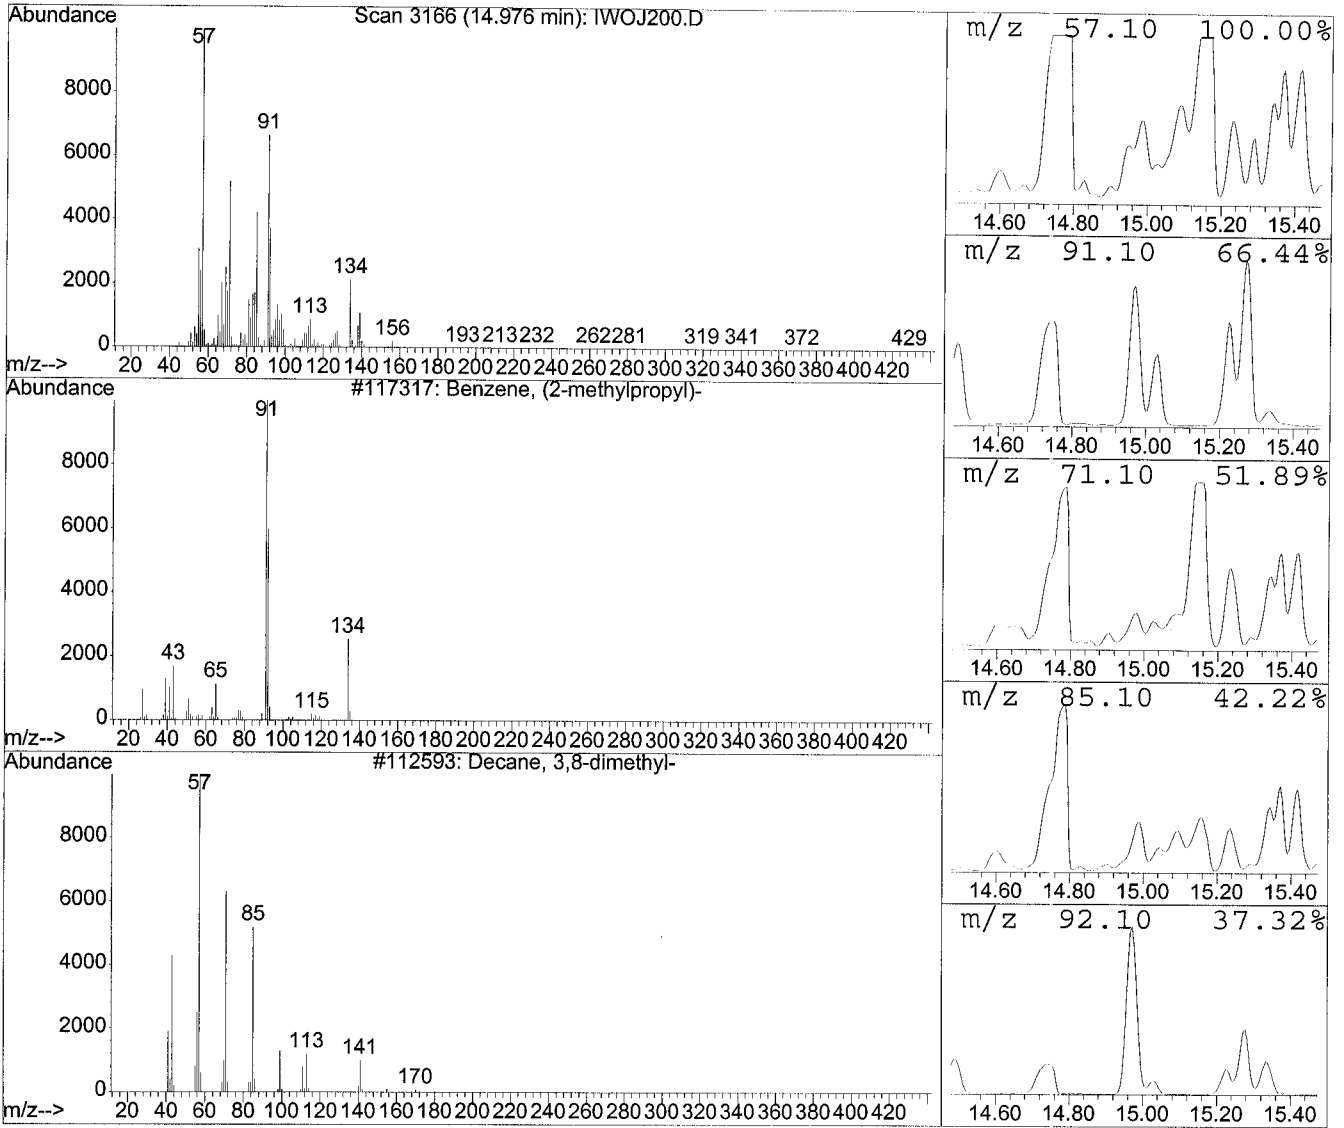 Abundance
Scan 3166 (14.976 min): IWOJ200.D
57
8000
91
6000
4000
134
2000
113
156
193 213 232 262 281 319 341 372 429
0
m/z-->
20 40 60 80 100 120 140 160 180 200 220 240 260 280 300 320 340 360 380 400 420
Abundance
#117317: Benzene, (2-methylpropyl)-
91
8000
6000
4000
134
2000
43
65
115
0
m/z-->
20 40 60 80 100 120 140 160 180 200 220 240 260 280 300 320 340 360 380 400 420
Abundance
#112593: Decane, 3,8-dimethyl-
57
8000
6000
85
4000
2000
113
141
170
0
m/z-->
20 40 60 80 100 120 140 160 180 200 220 240 260 280 300 320 340 360 380 400 420
m/z 57.10 100.00%
14.60 14.80 15.00 15.20 15.40
m/z 91.10 66.44%
14.60 14.80 15.00 15.20 15.40
m/z 71.10 51.89%
14.60 14.80 15.00 15.20 15.40
m/z 85.10 42.22%
14.60 14.80 15.00 15.20 15.40
m/z 92.10 37.32%
14.60 14.80 15.00 15.20 15.40